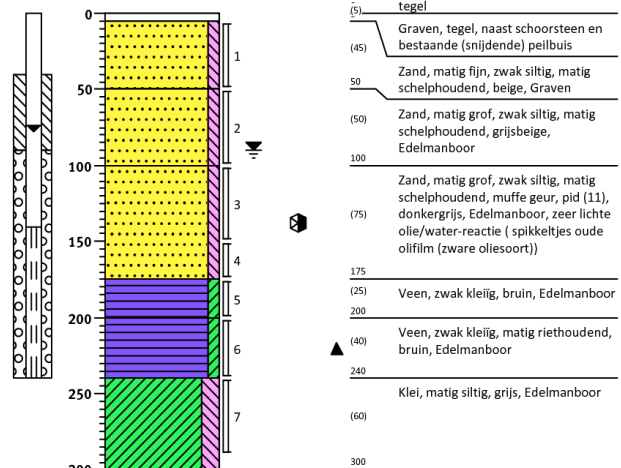 0
50
100
150
200
250
300
1
2
3
4
5
6
7
(5)
tegel
(45)
Graven, tegel, naast schoorsteen en
bestaande (snijdende) peilbuis
50
Zand, matig fijn, zwak siltig, matig
schelphoudend, beige, Graven
(50)
Zand, matig grof, zwak siltig, matig
schelphoudend, grijsbeige,
Edelmanboor
100
(75)
Zand, matig grof, zwak siltig, matig
schelphoudend, muffe geur, pid (11),
donkergrijs, Edelmanboor, zeer lichte
olie/water-reactie ( spikkeltjes oude
olifilm (zware oliesoort))
175
(25)
Veen, zwak kleiïg, bruin, Edelmanboor
200
(40)
Veen, zwak kleiïg, matig riethoudend,
bruin, Edelmanboor
240
Klei, matig siltig, grijs, Edelmanboor
(60)
300